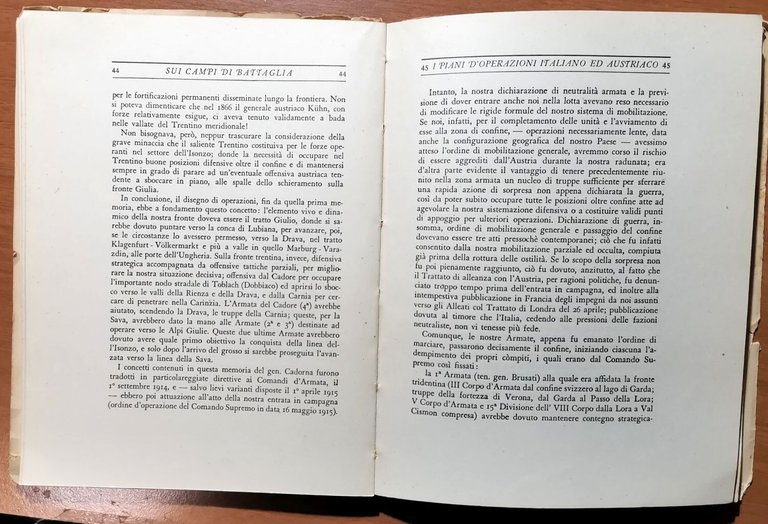 44 SUI CAMPI DI BATTAGLIA 44
per le fortificazioni permanenti disseminate lungo la frontiera. Non
si poteva dimenticare che nel 1866 il generale austriaco Kühn, con
forze relativamente esigue, ci aveva tenuto validamente a bada
nelle vallate del Trentino meridionale!
Non bisognava, però, neppur trascurare la considerazione della
grave minaccia che il saliente Trentino costituiva per le forze ope-
ranti nel settore dell'Isonzo; donde la necessità di occupare nel
Trentino buone posizioni offensive oltre il confine e di mantenersi
sempre in grado di parare ad un'eventuale offensiva austriaca tendente
a sboccare in piano, alle spalle dello schieramento sulla
fronte Giulia.
In conclusione, il disegno di operazioni, fin da quella prima me-
moria, ebbe a fondamento questo concetto: l'elemento vivo e dina-
mico della nostra fronte doveva essere il tratto Giulio, donde si sa-
rebbe dovuto puntare verso la conca di Lubiana, per avanzare, poi,
se le circostanze lo avessero permesso, verso la Drava, nel tratto
Klagenfurt - Völkermarkt e più a valle in quello Marburg - Vara-
zdin, alle porte dell'Ungheria. Sulla fronte trentina, invece, difensiva
strategica accompagnata da offensive tattiche parziali, per miglio-
rare la nostra situazione difensiva; offensiva dal Cadore per occupare
l'importante nodo stradale di Toblach (Dobbiaco) ed aprirsi lo sboc-
co verso le valli della Rienza e della Drava, e dalla Carnia per cer-
care di penetrare nella Carinzia. L'Armata del Cadore (4ª) avrebbe
aiutato, scendendo la Drava, le truppe della Carnia; queste, per la
Sava, avrebbero dato la mano alle Armate (2ª e 3ª) destinate ad
operare verso le Alpi Giulie. Queste due ultime Armate avrebbero
dovuto avere quale primo obiettivo la conquista della linea del-
l'Isonzo, e solo dopo l'arrivo del grosso si sarebbe proseguita l'avan-
zata verso la linea della Sava.
I concetti contenuti in questa memoria del gen. Cadorna furono
tradotti in particolareggiate direttive ai Comandi d'Armata, il
1º settembre 1914, e — salvo lievi varianti disposte il 1º aprile 1915
— ebbero poi attuazione all'atto della nostra entrata in campagna
(ordine d'operazione del Comando Supremo in data 16 maggio 1915).
45 I PIANI D'OPERAZIONI ITALIANO ED AUSTRIACO 45
Intanto, la nostra dichiarazione di neutralità armata e la previ-
sione di dover entrare anche noi nella lotta avevano reso necessario
di modificare le rigide formule del nostro sistema di mobilitazione.
Se noi, infatti, per il completamento delle unità e l'avviamento di
esse alla zona di confine, — operazioni necessariamente lente, data
anche la configurazione geografica del nostro Paese — avessimo
atteso l'ordine di mobilitazione generale, avremmo corso il rischio
di essere aggrediti dall'Austria durante la nostra radunata; era
d'altra parte evidente il vantaggio di tenere precedentemente riu-
nito nella zona armata un nucleo di truppe sufficiente per sferrare
una rapida azione di sorpresa non appena dichiarata la guerra,
così da poter subito occupare tutte le posizioni oltre confine atte ad
agevolare la nostra sistemazione difensiva o a costituire validi punti
di appoggio per ulteriori operazioni. Dichiarazione di guerra, in-
somma, ordine di mobilitazione generale e passaggio del confine
dovevano essere tre atti pressochè contemporanei; ciò che fu infatti
consentito dalla nostra mobilitazione parziale ed occulta, compiuta
già prima della rottura delle ostilità. Se lo scopo della sorpresa non
fu poi pienamente raggiunto, ciò fu dovuto, anzitutto, al fatto che
il Trattato di alleanza con l'Austria, per ragioni politiche, fu denun-
ciato troppo tempo prima dell'entrata in campagna, ed inoltre alla
intempestiva pubblicazione in Francia degli impegni da noi assunti
verso gli Alleati col Trattato di Londra del 26 aprile; pubblicazione
dovuta al timore che l'Italia, cedendo alle pressioni delle fazioni
neutraliste, non vi tenesse più fede.
Comunque, le nostre Armate, appena fu emanato l'ordine di
marciare, passarono decisamente il confine, iniziando ciascuna l'a-
dempimento dei propri còmpiti, i quali erano dal Comando Su-
premo così fissati:
la 1ª Armata (ten. gen. Brusati) alla quale era affidata la fronte
tridentina (III Corpo d'Armata dal confine svizzero al lago di Garda;
truppe della fortezza di Verona, dal Garda al Passo della Lora;
V Corpo d'Armata e 15ª Divisione dell' VIII Corpo dalla Lora a Val
Cismon compresa) avrebbe dovuto mantenere contegno strategica-